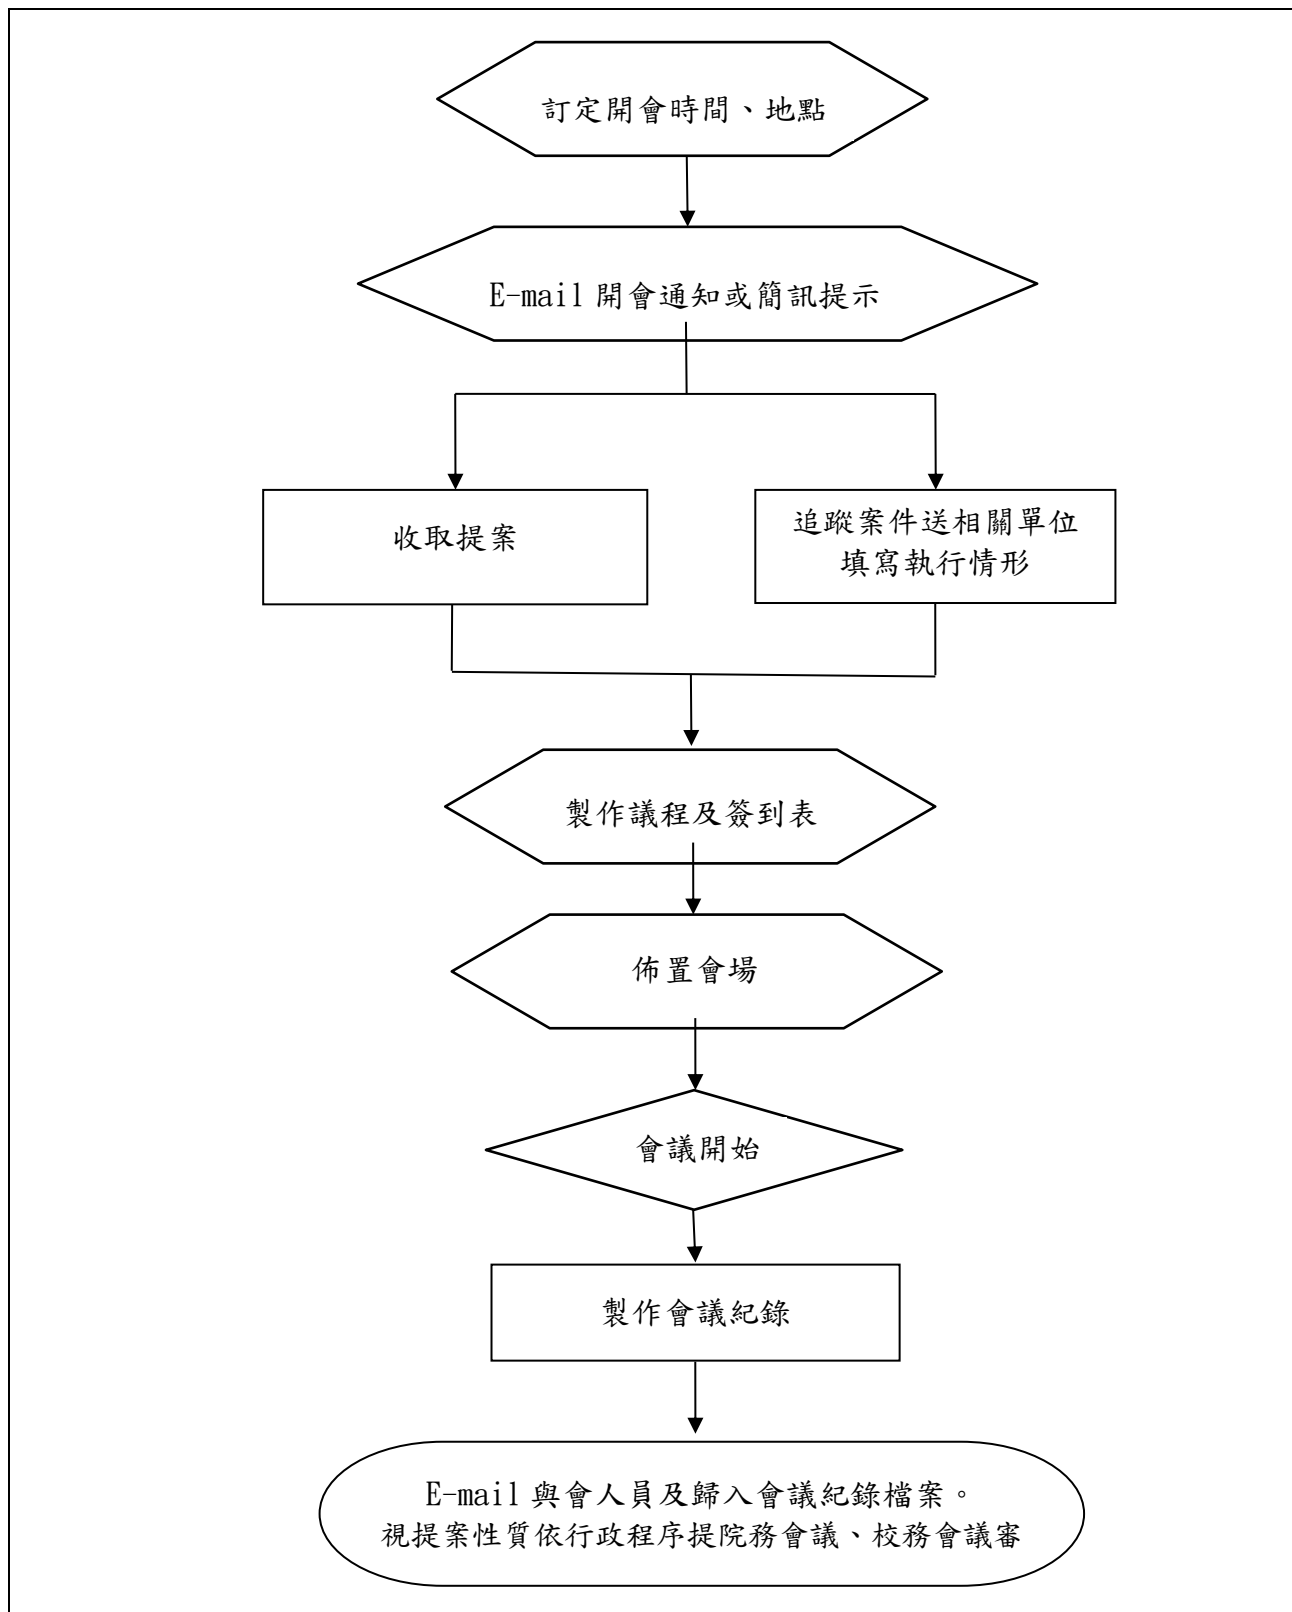 訂定開會時間、地點
E-mail 開會通知或簡訊提示
收取提案
追蹤案件送相關單位
填寫執行情形
製作議程及簽到表
佈置會場
會議開始
製作會議紀錄
E-mail 與會人員及歸入會議紀錄檔案。
視提案性質依行政程序提院務會議、校務會議審